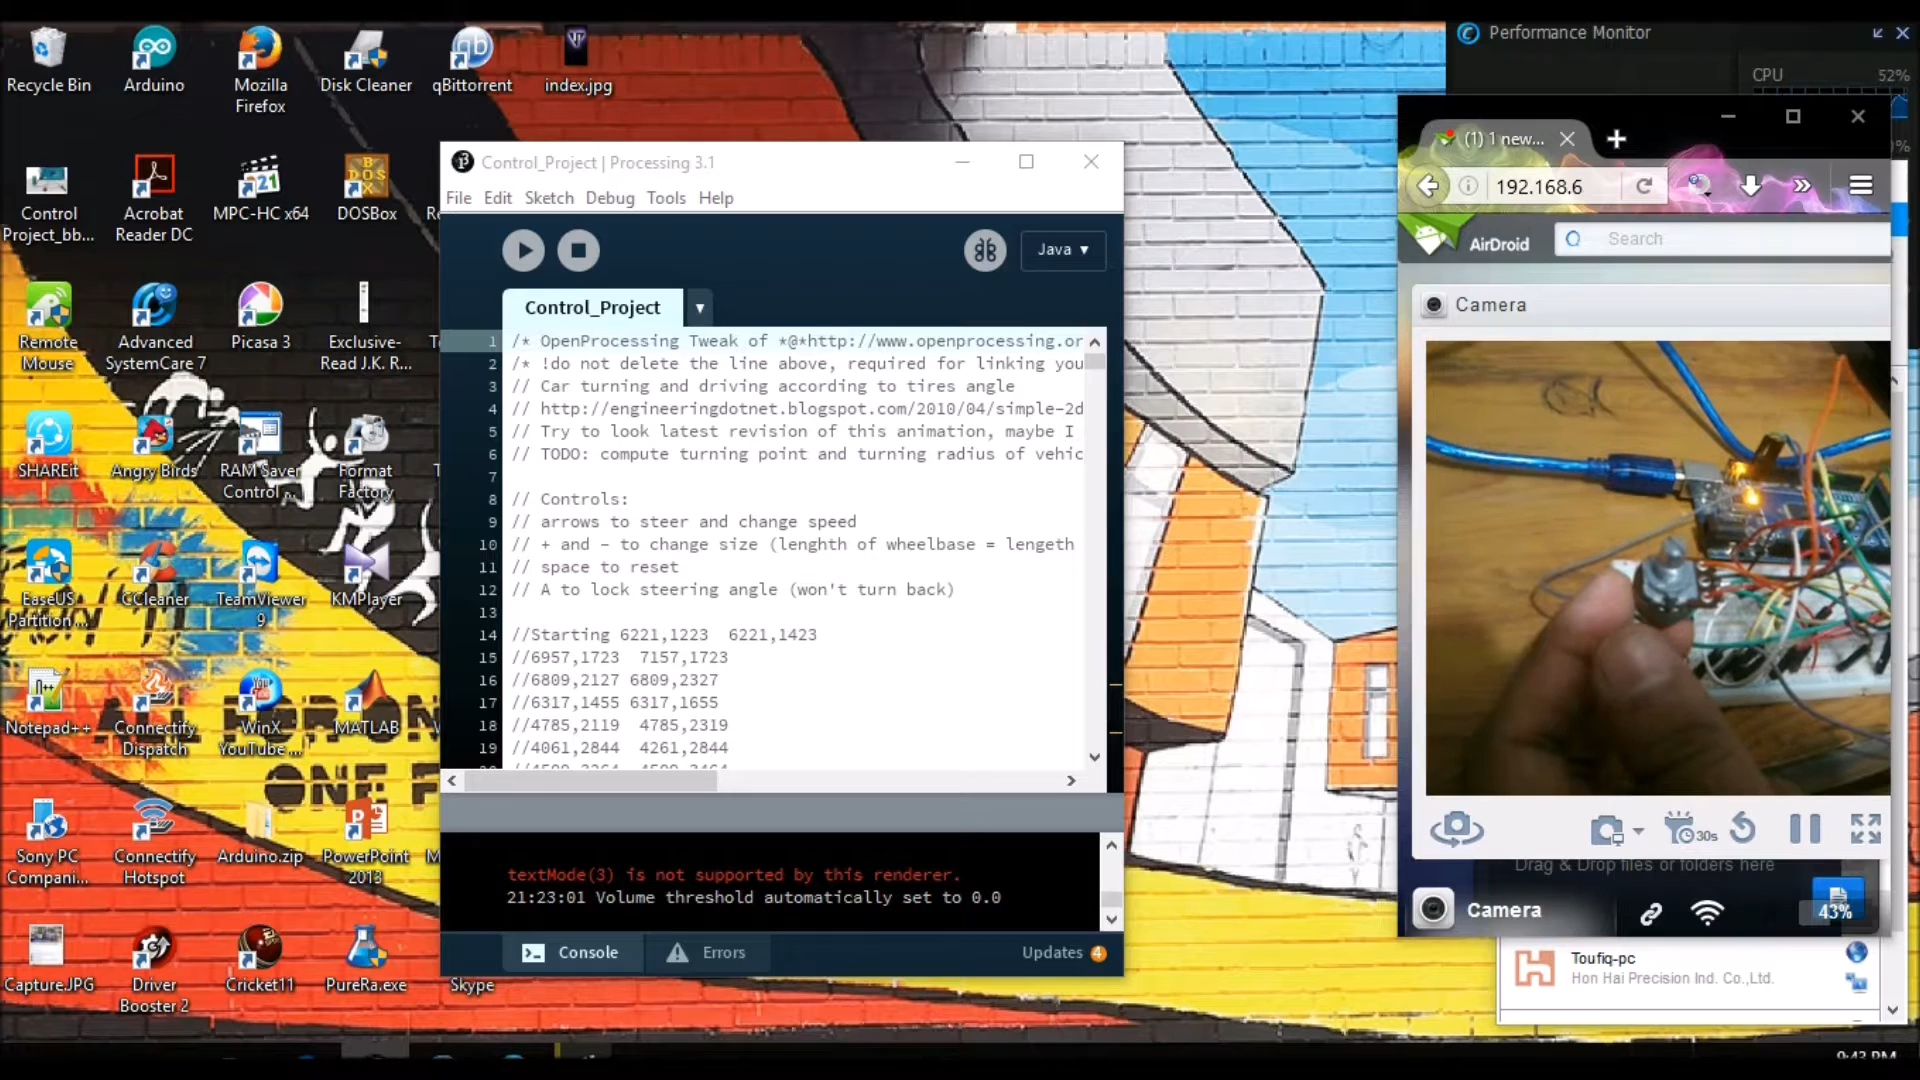 Recycle Bin
Arduino
Mozilla
Firefox
Disk Cleaner
qBittorrent
index.jpg
Control
Project_bb...
Acrobat
Reader DC
MPC-HC x64
DOSBox
Remote
Mouse
Advanced
SystemCare 7
Picasa 3
Exclusive-
Read J.K. R...
SHAREit
Angry Birds
RAM Saver
Control ...
Format
Factory
EaseUS
Partition ...
CCleaner
TeamViewer
9
KMPlayer
Notepad++
Connectify
Dispatch
WinX
YouTube ...
MATLAB
Sony PC
Compani...
Connectify
Hotspot
Arduino.zip
PowerPoint
2013
Capture.JPG
Driver
Booster 2
Cricket11
PureRa.exe
Skype
ALL FOR ON
ONE F
Control_Project | Processing 3.1
File Edit Sketch Debug Tools Help
Java
Control_Project
1 /* OpenProcessing Tweak of *@*http://www.openprocessing.or
2 /* !do not delete the line above, required for linking you
3 // Car turning and driving according to tires angle
4 // http://engineeringdotnet.blogspot.com/2010/04/simple-2d
5 // Try to look latest revision of this animation, maybe I
6 // TODO: compute turning point and turning radius of vehic
7
8 // Controls:
9 // arrows to steer and change speed
10 // + and - to change size (lenghth of wheelbase = lengeth
11 // space to reset
12 // A to lock steering angle (won't turn back)
13
14 //Starting 6221,1223 6221,1423
15 //6957,1723 7157,1723
16 //6809,2127 6809,2327
17 //6317,1455 6317,1655
18 //4785,2119 4785,2319
19 //4061,2844 4261,2844
textMode(3) is not supported by this renderer.
21:23:01 Volume threshold automatically set to 0.0
Console
Errors
Updates 4
Performance Monitor
CPU 52%
(1) 1 new...
192.168.6
AirDroid
Search
Camera
30s
Drag & Drop files or folders here
Camera
43%
Toufiq-pc
Hon Hai Precision Ind. Co.,Ltd.
9:43 PM